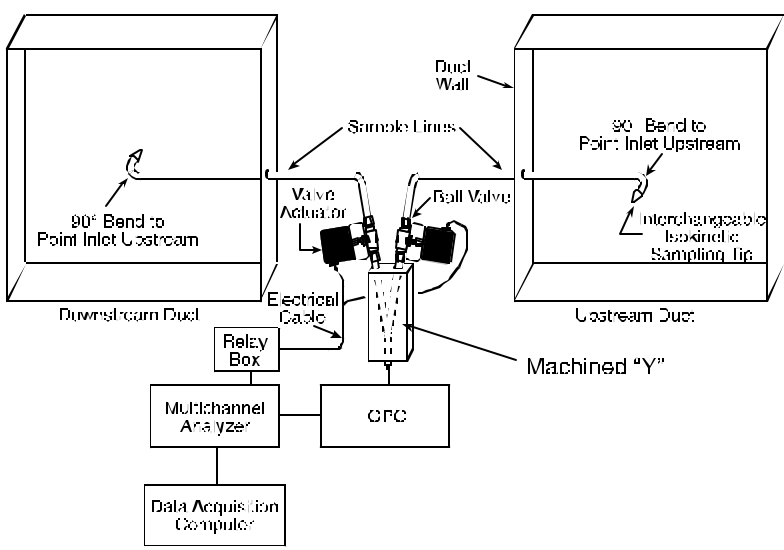 Duct
Wall
Sample Lines
90° Bend to
Point Inlet Upstream
90° Bend to
Point Inlet Upstream
Valve
Actuator
Ball Valve
Interchangeable
Isokinetic
Sampling Tip
Downstream Duct
Electrical
Cable
Upstream Duct
Relay
Box
Machined “Y”
Multichannel
Analyzer
OPC
Data Acquisition
Computer